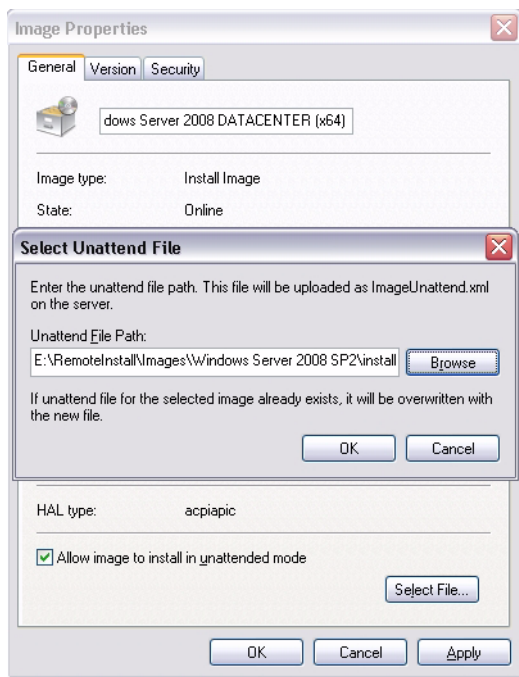 Image Properties
General Version Security
dows Server 2008 DATACENTER (x64)
Image type: Install Image
State: Online
Select Unattend File
Enter the unattend file path. This file will be uploaded as ImageUnattend.xml
on the server.
Unattend File Path:
E:\RemoteInstall\Images\Windows Server 2008 SP2\install
Browse
If unattend file for the selected image already exists, it will be overwritten with
the new file.
OK Cancel
HAL type: acpiapic
Allow image to install in unattended mode
Select File...
OK Cancel Apply